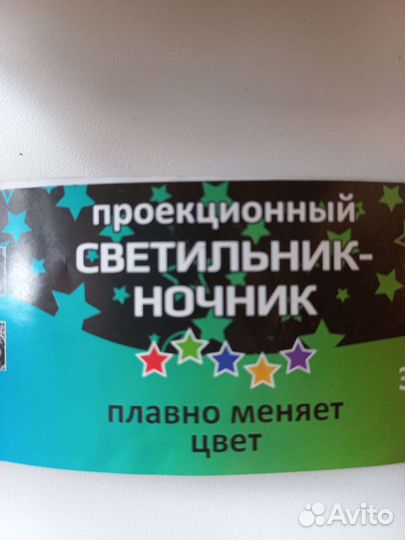 проекционный
СВЕТИЛЬНИК-
НОЧНИК
плавно меняет
цвет
Avito